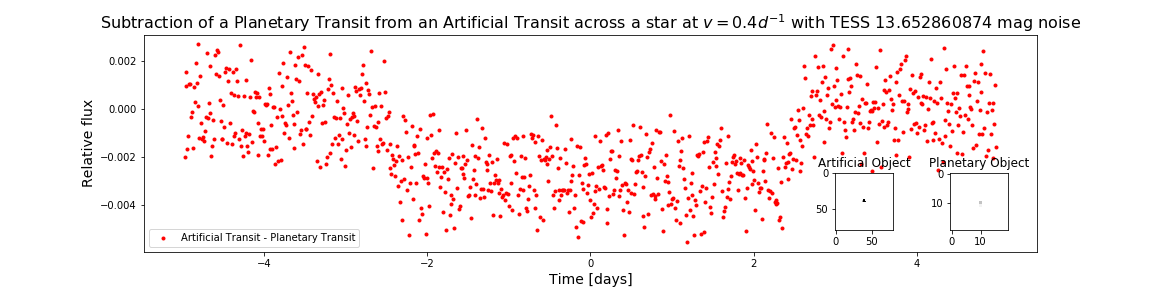 Subtraction of a Planetary Transit from an Artificial Transit across a star at v = 0.4d⁻¹ with TESS 13.652860874 mag noise
Relative flux
0.002
0.000
−0.002
−0.004
Artificial Transit - Planetary Transit
Artificial Object
0
50
0
50
Planetary Object
0
10
0
10
−4
−2
0
2
4
Time [days]